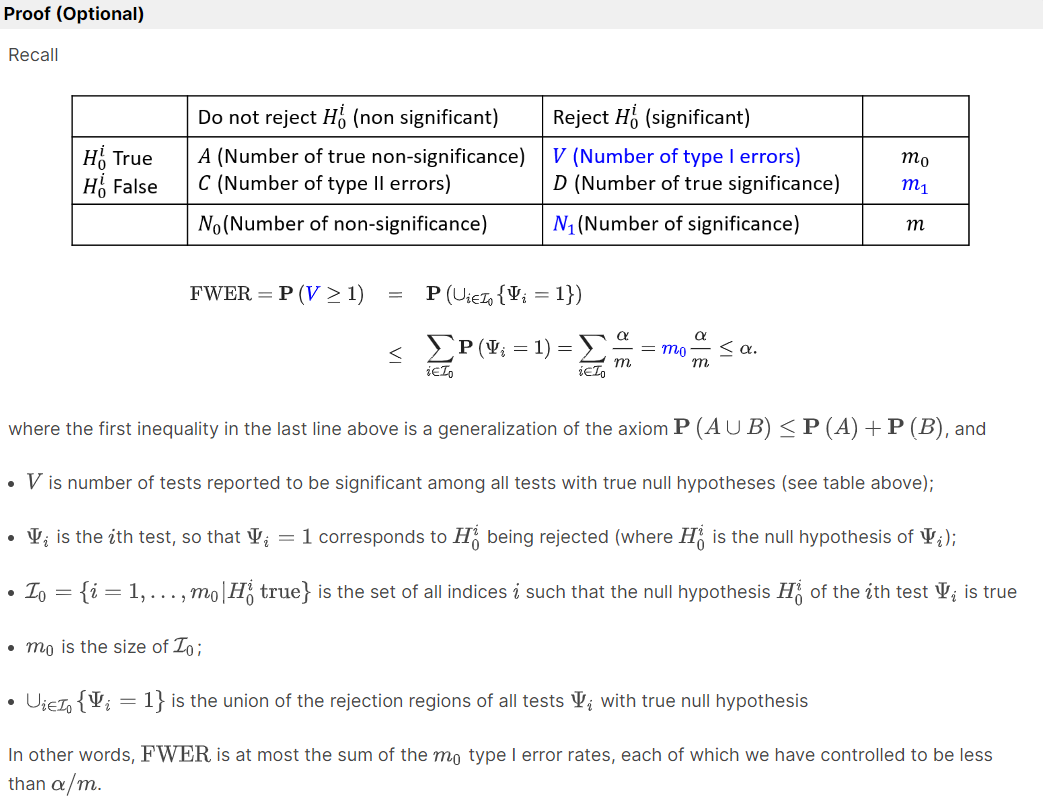 Proof (Optional)
Recall
Do not reject $H_0^i$ (non significant) Reject $H_0^i$ (significant)
$H_0^i$ True A (Number of true non-significance) V (Number of type I errors) $m_0$
$H_0^i$ False C (Number of type II errors) D (Number of true significance) $m_1$
$N_0$(Number of non-significance) $N_1$(Number of significance) $m$
$\mathrm{FWER} = \mathbf{P}(V \geq 1) = \mathbf{P}(\cup_{i \in \mathcal{I}_0}\{\Psi_i = 1\})$
$\leq \sum_{i \in \mathcal{I}_0} \mathbf{P}(\Psi_i = 1) = \sum_{i \in \mathcal{I}_0} \frac{\alpha}{m} = m_0 \frac{\alpha}{m} \leq \alpha.$
where the first inequality in the last line above is a generalization of the axiom $\mathbf{P}(A \cup B) \leq \mathbf{P}(A) + \mathbf{P}(B)$, and
• $V$ is number of tests reported to be significant among all tests with true null hypotheses (see table above);
• $\Psi_i$ is the $i$th test, so that $\Psi_i = 1$ corresponds to $H_0^i$ being rejected (where $H_0^i$ is the null hypothesis of $\Psi_i$);
• $\mathcal{I}_0 = \{i = 1, \ldots, m_0 | H_0^i \text{ true}\}$ is the set of all indices $i$ such that the null hypothesis $H_0^i$ of the $i$th test $\Psi_i$ is true
• $m_0$ is the size of $\mathcal{I}_0$;
• $\cup_{i \in \mathcal{I}_0}\{\Psi_i = 1\}$ is the union of the rejection regions of all tests $\Psi_i$ with true null hypothesis
In other words, $\mathrm{FWER}$ is at most the sum of the $m_0$ type I error rates, each of which we have controlled to be less
than $\alpha/m$.